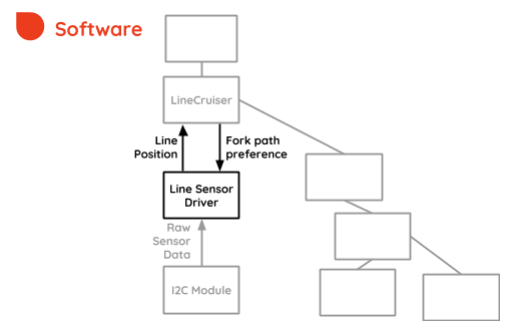 Software
LineCruiser
Line
Position
Fork path
preference
Line Sensor
Driver
Raw
Sensor
Data
I2C Module